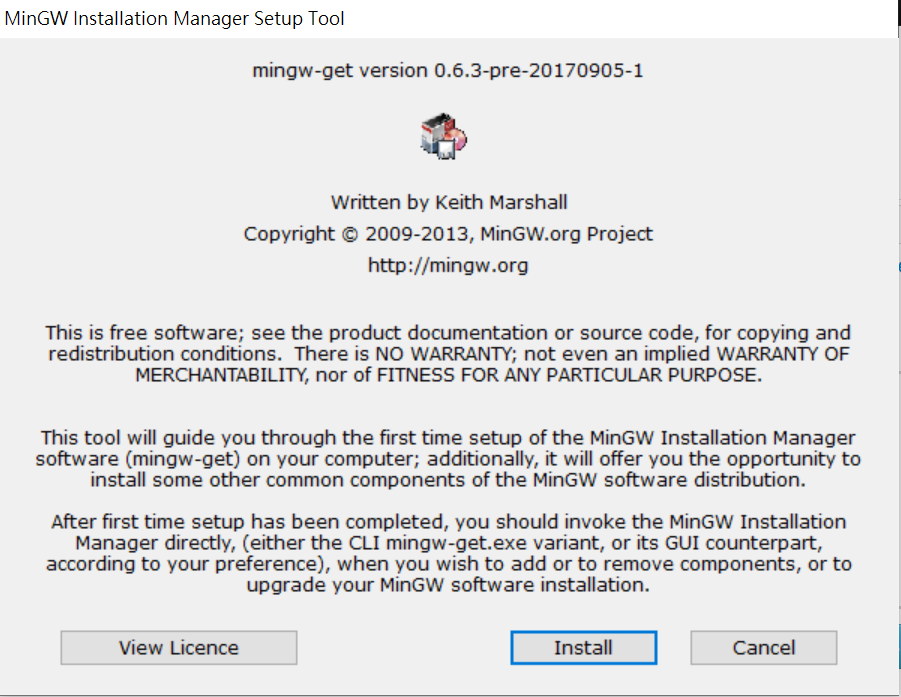 MinGW Installation Manager Setup Tool
mingw-get version 0.6.3-pre-20170905-1
Written by Keith Marshall
Copyright © 2009-2013, MinGW.org Project
http://mingw.org
This is free software; see the product documentation or source code, for copying and
redistribution conditions.  There is NO WARRANTY; not even an implied WARRANTY OF
MERCHANTABILITY, nor of FITNESS FOR ANY PARTICULAR PURPOSE.
This tool will guide you through the first time setup of the MinGW Installation Manager
software (mingw-get) on your computer; additionally, it will offer you the opportunity to
install some other common components of the MinGW software distribution.
After first time setup has been completed, you should invoke the MinGW Installation
Manager directly, (either the CLI mingw-get.exe variant, or its GUI counterpart,
according to your preference), when you wish to add or to remove components, or to
upgrade your MinGW software installation.
View Licence
Install
Cancel